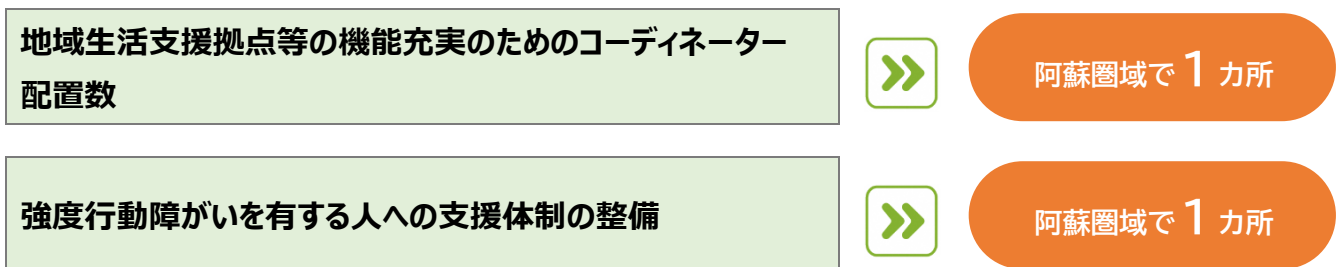 地域生活支援拠点等の機能充実のためのコーディネーター
配置数
阿蘇圏域で1カ所
強度行動障がいを有する人への支援体制の整備
阿蘇圏域で1カ所